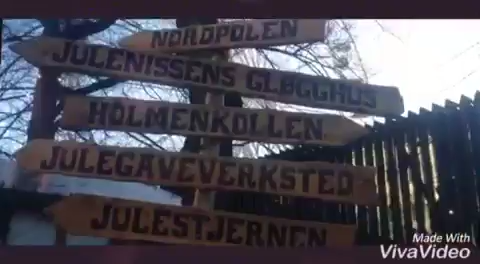 NORDPOLEN
JULENISSENS GLØGGHUS
HOLMENKOLLEN
JULEGAVEVERKSTED
JULESTJERNEN
Made With
VivaVideo